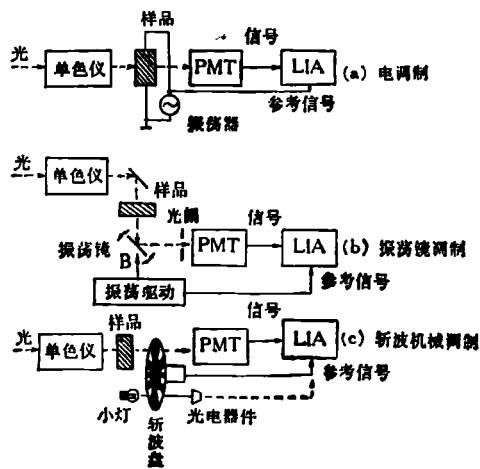 样品
光
信号
单色仪
PMT
LIA
(a) 电调制
参考信号
振荡器
光
单色仪
样品
光阑
信号
振荡镜
B
PMT
LIA
(b) 振荡镜调制
振荡驱动
参考信号
样品
信号
光
单色仪
PMT
LIA
(c) 斩波机械调制
参考信号
小灯
斩波盘
光电器件